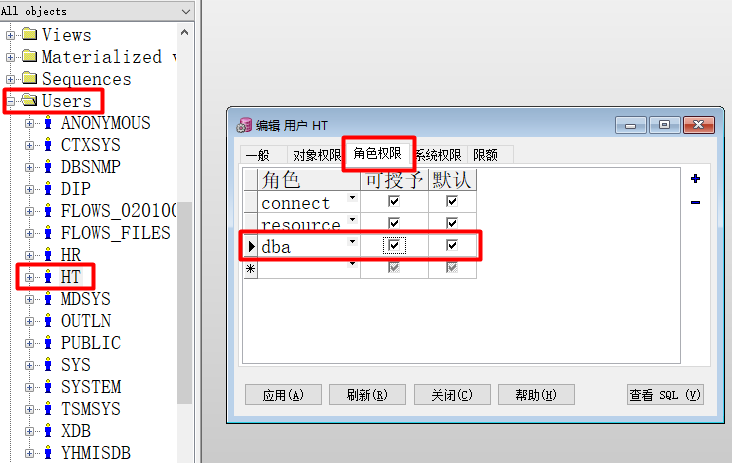 All objects
Views
Materialized v
Sequences
Users
ANONYMOUS
CTXSYS
DBSNMP
DIP
FLOWS_020100
FLOWS_FILES
HR
HT
MDSYS
OUTLN
PUBLIC
SYS
SYSTEM
TSMSYS
XDB
YHMISDB
编辑 用户 HT
一般 对象权限 角色权限 系统权限 限额
角色 可授予 默认
connect
resource
dba
应用(A) 刷新(R) 关闭(C) 帮助(H) 查看 SQL (V)